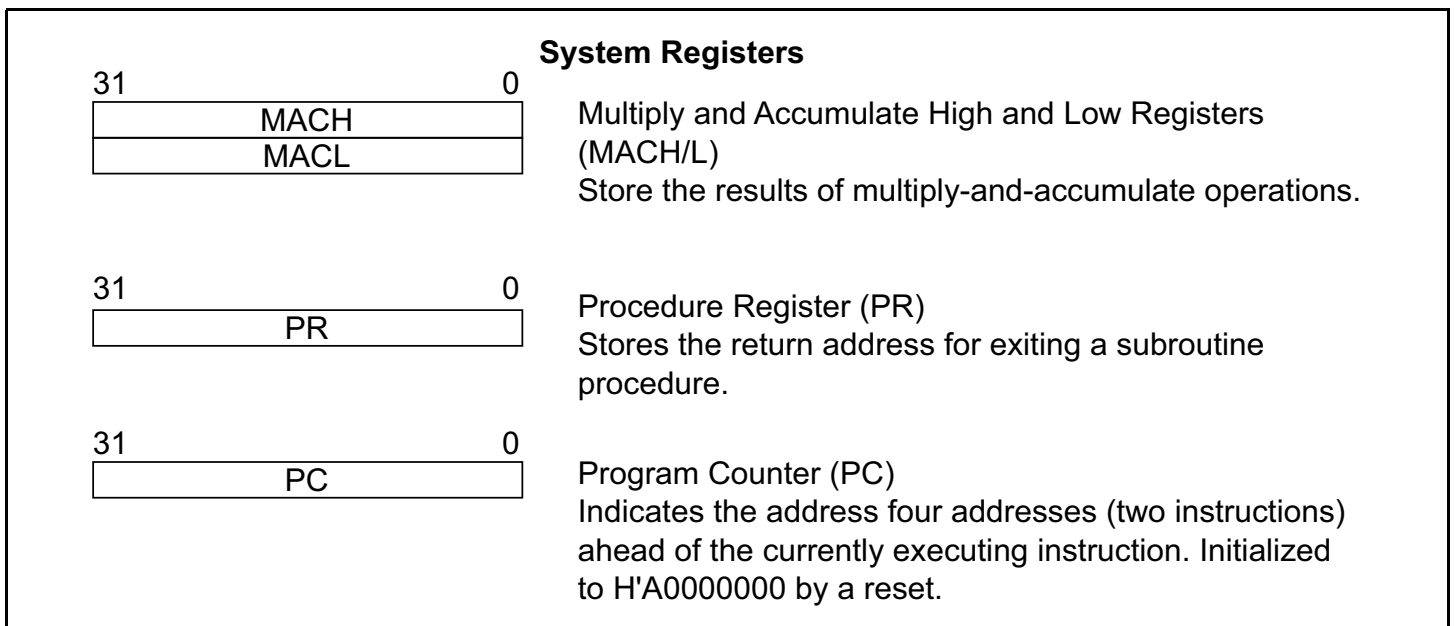 System Registers
31 0
MACH
MACL
Multiply and Accumulate High and Low Registers
(MACH/L)
Store the results of multiply-and-accumulate operations.
31 0
PR
Procedure Register (PR)
Stores the return address for exiting a subroutine
procedure.
31 0
PC
Program Counter (PC)
Indicates the address four addresses (two instructions)
ahead of the currently executing instruction. Initialized
to H'A0000000 by a reset.